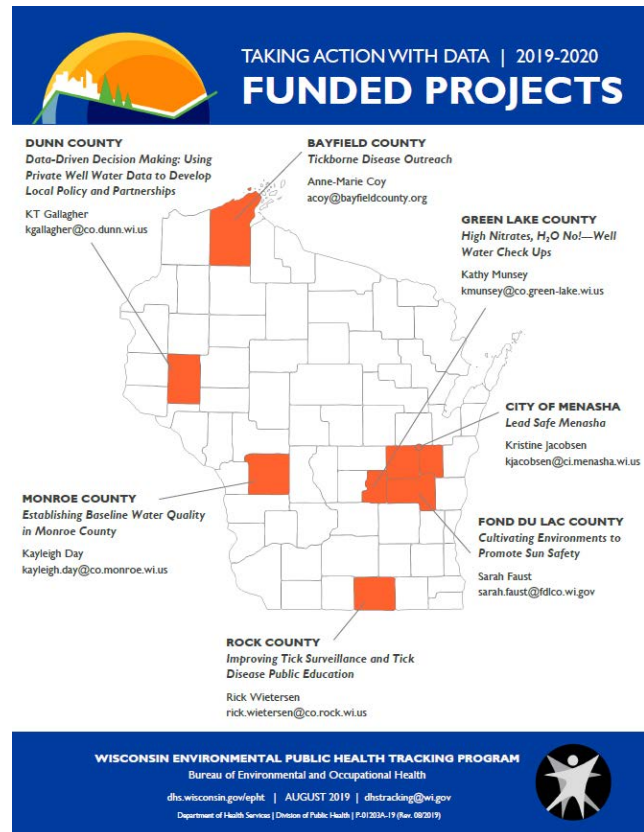 TAKING ACTION WITH DATA | 2019-2020
FUNDED PROJECTS
DUNN COUNTY
Data-Driven Decision Making: Using
Private Well Water Data to Develop
Local Policy and Partnerships
KT Gallagher
kgallagher@co.dunn.wi.us
BAYFIELD COUNTY
Tickborne Disease Outreach
Anne-Marie Coy
acoy@bayfieldcounty.org
GREEN LAKE COUNTY
High Nitrates, H₂O No!—Well
Water Check Ups
Kathy Munsey
kmunsey@co.green-lake.wi.us
CITY OF MENASHA
Lead Safe Menasha
Kristine Jacobsen
kjacobsen@ci.menasha.wi.us
MONROE COUNTY
Establishing Baseline Water Quality
in Monroe County
Kayleigh Day
kayleigh.day@co.monroe.wi.us
FOND DU LAC COUNTY
Cultivating Environments to
Promote Sun Safety
Sarah Faust
sarah.faust@fdlco.wi.gov
ROCK COUNTY
Improving Tick Surveillance and Tick
Disease Public Education
Rick Wietersen
rick.wietersen@co.rock.wi.us
WISCONSIN ENVIRONMENTAL PUBLIC HEALTH TRACKING PROGRAM
Bureau of Environmental and Occupational Health
dhs.wisconsin.gov/epht | AUGUST 2019 | dhstracking@wi.gov
Department of Health Services | Division of Public Health | P-01203A-19 (Rev. 08/2019)